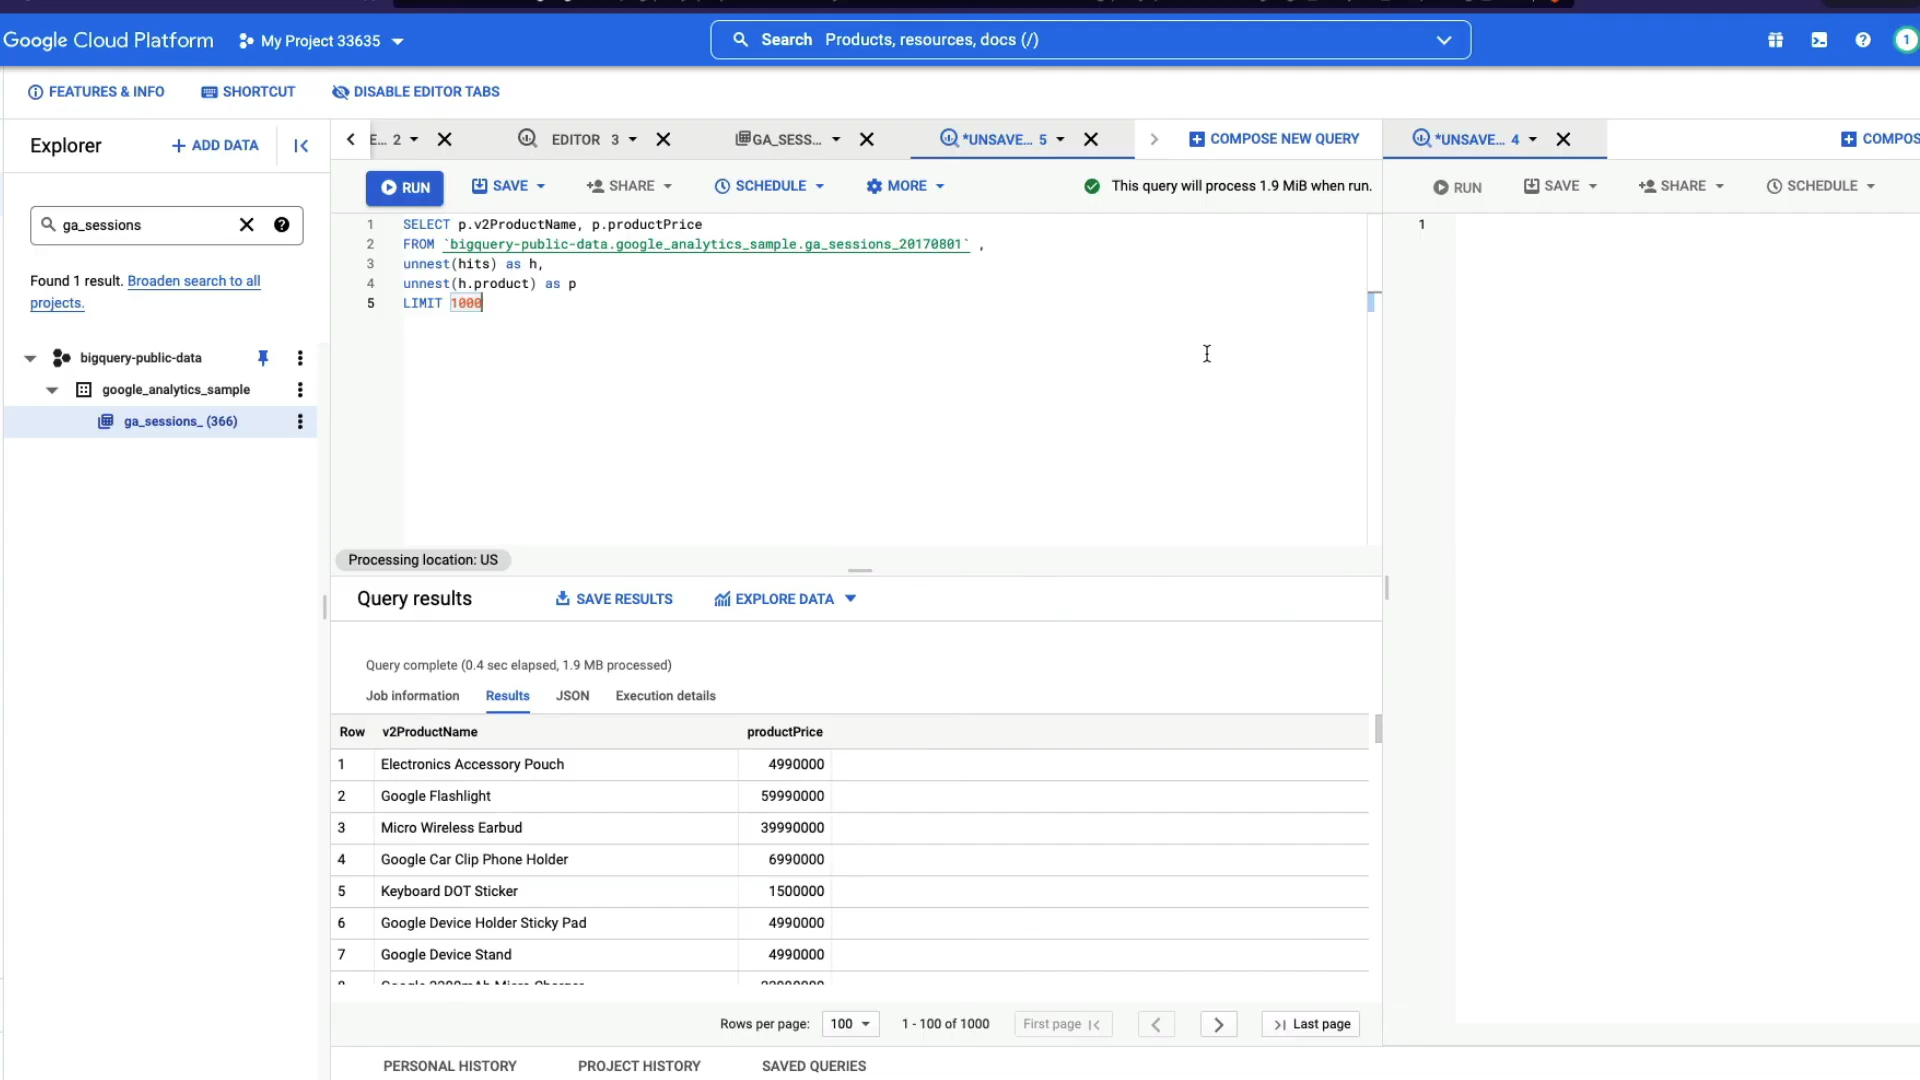 Google Cloud Platform My Project 33635 Search Products, resources, docs (/) 1
FEATURES & INFO SHORTCUT DISABLE EDITOR TABS
Explorer + ADD DATA
E... 2 EDITOR 3 GA_SESS... *UNSAVE... 5 COMPOSE NEW QUERY *UNSAVE... 4 COMPOS
RUN SAVE SHARE SCHEDULE MORE This query will process 1.9 MiB when run. RUN SAVE SHARE SCHEDULE
ga_sessions
Found 1 result. Broaden search to all
projects.
bigquery-public-data
google_analytics_sample
ga_sessions_ (366)
1 SELECT p.v2ProductName, p.productPrice
2 FROM `bigquery-public-data.google_analytics_sample.ga_sessions_20170801` ,
3 unnest(hits) as h,
4 unnest(h.product) as p
5 LIMIT 1000
1
Processing location: US
Query results SAVE RESULTS EXPLORE DATA
Query complete (0.4 sec elapsed, 1.9 MB processed)
Job information Results JSON Execution details
Row v2ProductName productPrice
1 Electronics Accessory Pouch 4990000
2 Google Flashlight 59990000
3 Micro Wireless Earbud 39990000
4 Google Car Clip Phone Holder 6990000
5 Keyboard DOT Sticker 1500000
6 Google Device Holder Sticky Pad 4990000
7 Google Device Stand 4990000
Rows per page: 100 1 - 100 of 1000 First page Last page
PERSONAL HISTORY PROJECT HISTORY SAVED QUERIES